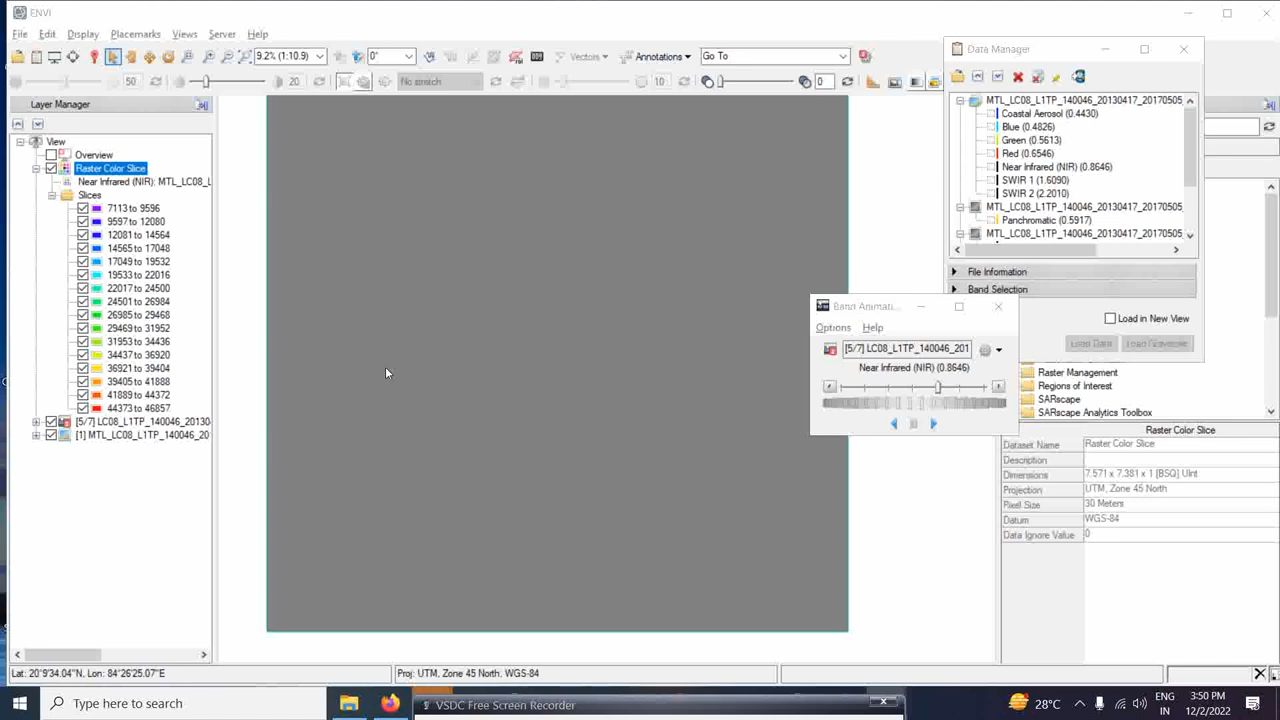 ENVI
File Edit Display Placemarks Views Server Help
9.2% (1:10.9) 0° Vectors Annotations Go To
50 20 No stretch 10 0
Layer Manager
View
Overview
Raster Color Slice
Near Infrared (NIR): MTL_LC08_L
Slices
7113 to 9596
9597 to 12080
12081 to 14564
14565 to 17048
17049 to 19532
19533 to 22016
22017 to 24500
24501 to 26984
26985 to 29468
29469 to 31952
31953 to 34436
34437 to 36920
36921 to 39404
39405 to 41888
41889 to 44372
44373 to 46857
[5/7] LC08_L1TP_140046_20130
[1] MTL_LC08_L1TP_140046_20
Data Manager
MTL_LC08_L1TP_140046_20130417_20170505_
Coastal Aerosol (0.4430)
Blue (0.4826)
Green (0.5613)
Red (0.6546)
Near Infrared (NIR) (0.8646)
SWIR 1 (1.6090)
SWIR 2 (2.2010)
MTL_LC08_L1TP_140046_20130417_20170505_
Panchromatic (0.5917)
MTL_LC08_L1TP_140046_20130417_20170505_
File Information
Band Selection
Load in New View
Load Data Load Grayscale
Band Animati...
Options Help
[5/7] LC08_L1TP_140046_201
Near Infrared (NIR) (0.8646)
Raster Management
Regions of Interest
SARscape
SARscape Analytics Toolbox
Raster Color Slice
Dataset Name Raster Color Slice
Description
Dimensions 7,571 x 7,381 x 1 [BSQ] UInt
Projection UTM, Zone 45 North
Pixel Size 30 Meters
Datum WGS-84
Data Ignore Value 0
Lat: 20°9'34.04"N, Lon: 84°26'25.07"E Proj: UTM, Zone 45 North, WGS-84
Type here to search
VSDC Free Screen Recorder
28°C
ENG
IN
3:50 PM
12/2/2022